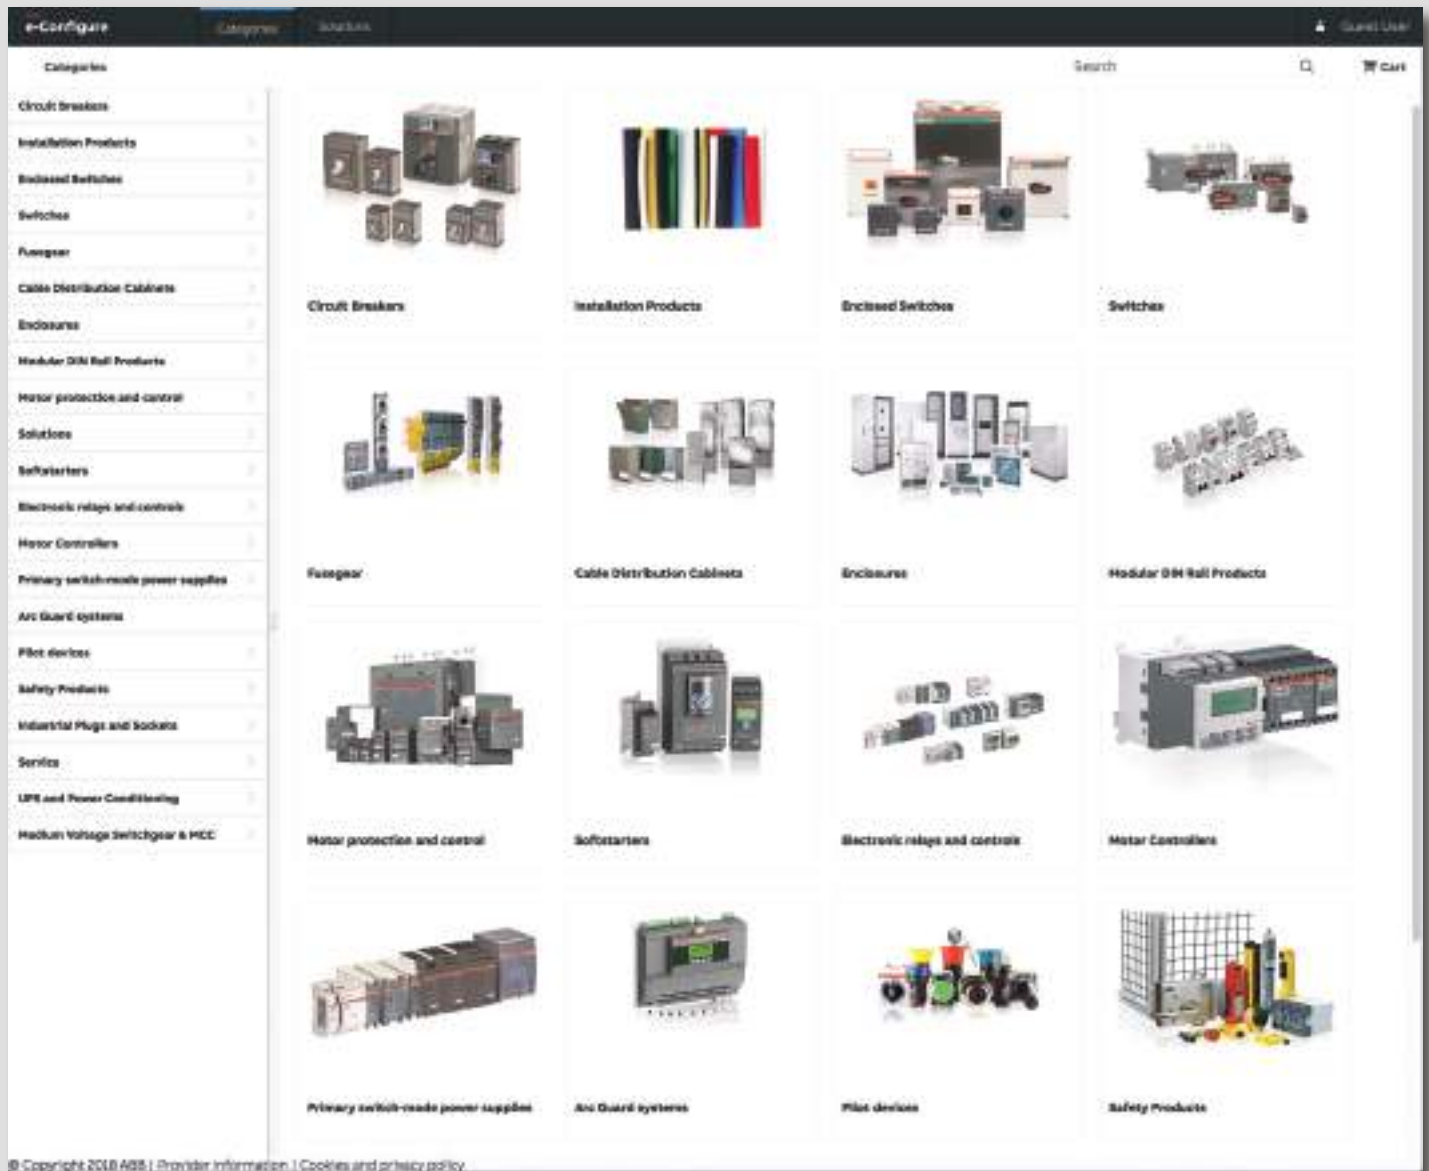 e-Configure
Categories
Solutions
Guest User
Categories
Search
Cart
Circuit Breakers
Installation Products
Enclosed Switches
Switches
Fusegear
Cable Distribution Cabinets
Enclosures
Modular DIN Rail Products
Motor protection and control
Solutions
Softstarters
Electronic relays and controls
Motor Controllers
Primary switch-mode power supplies
Arc Guard systems
Pilot devices
Safety Products
Industrial Plugs and Sockets
Service
UPS and Power Conditioning
Medium Voltage Switchgear & MCC
Circuit Breakers
Installation Products
Enclosed Switches
Switches
Fusegear
Cable Distribution Cabinets
Enclosures
Modular DIN Rail Products
Motor protection and control
Softstarters
Electronic relays and controls
Motor Controllers
Primary switch-mode power supplies
Arc Guard systems
Pilot devices
Safety Products
© Copyright 2018 ABB | Provider information | Cookies and privacy policy